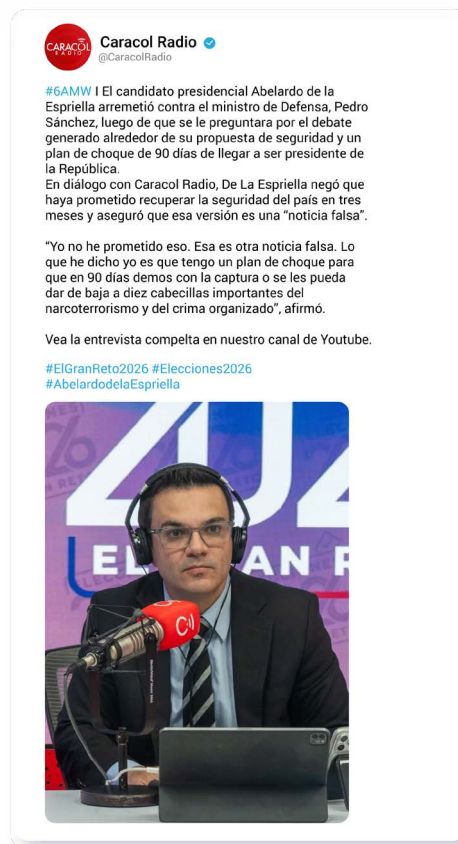 CARACOL
RADIO
Caracol Radio
@CaracolRadio
#6AMW I El candidato presidencial Abelardo de la
Espriella arremetió contra el ministro de Defensa, Pedro
Sánchez, luego de que se le preguntara por el debate
generado alrededor de su propuesta de seguridad y un
plan de choque de 90 días de llegar a ser presidente de
la República.
En diálogo con Caracol Radio, De La Espriella negó que
haya prometido recuperar la seguridad del país en tres
meses y aseguró que esa versión es una “noticia falsa”.
“Yo no he prometido eso. Esa es otra noticia falsa. Lo
que he dicho yo es que tengo un plan de choque para
que en 90 días demos con la captura o se les pueda
dar de baja a diez cabecillas importantes del
narcoterrorismo y del crima organizado”, afirmó.
Vea la entrevista compelta en nuestro canal de Youtube.
#ElGranReto2026 #Elecciones2026
#AbelardodelaEspriella
202
EL AN R